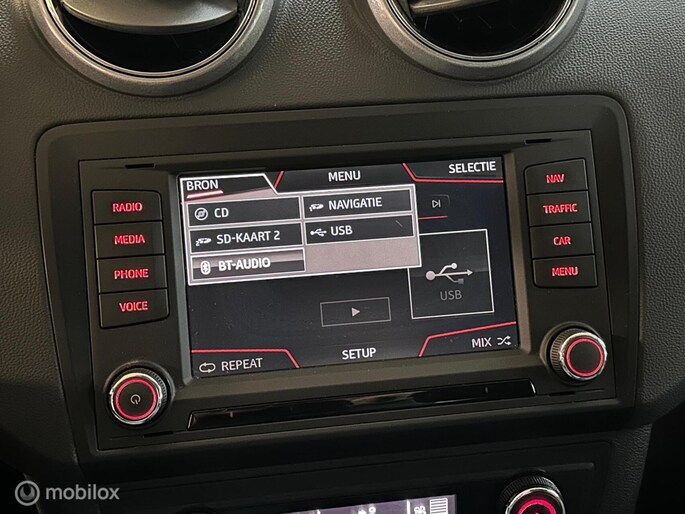 BRON
MENU
SELECTIE
CD
NAVIGATIE
SD-KAART 2
USB
BT-AUDIO
USB
REPEAT
SETUP
MIX
RADIO
MEDIA
PHONE
VOICE
NAV
TRAFFIC
CAR
MENU
mobilox